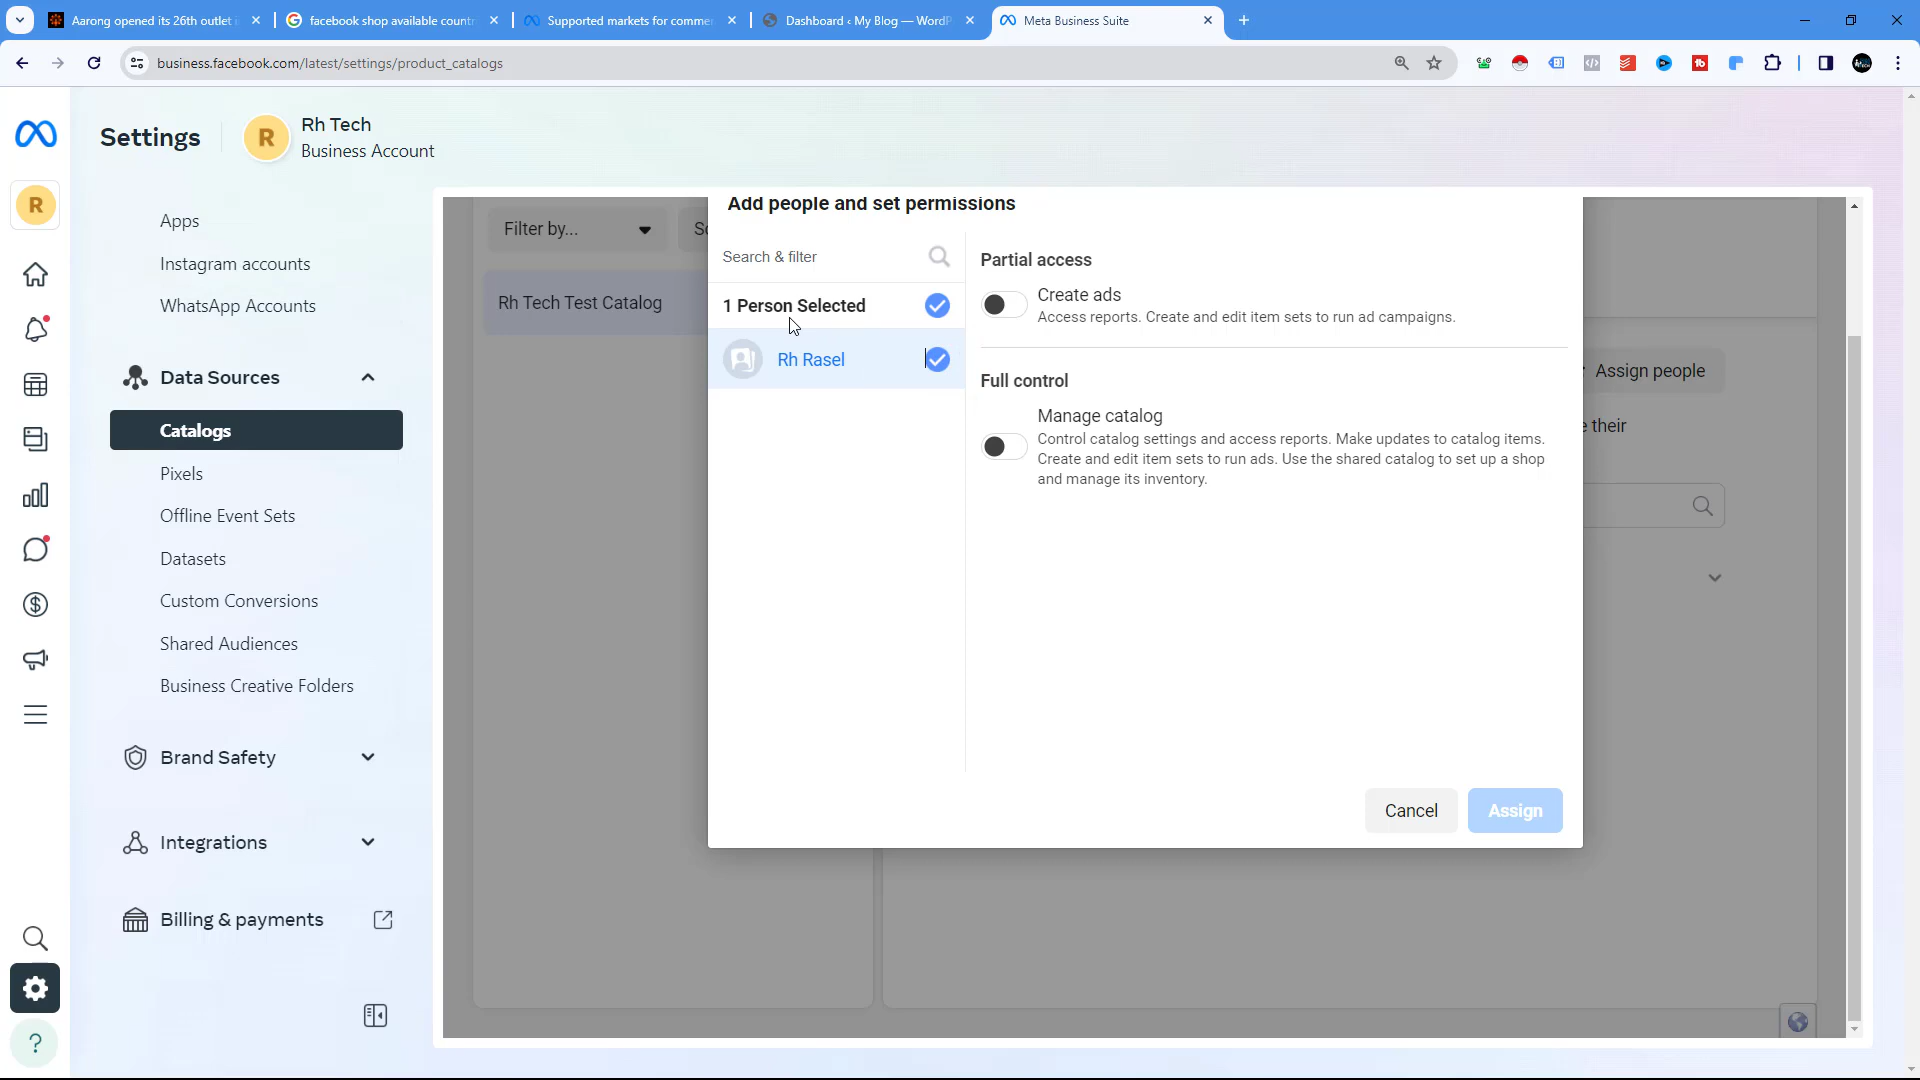 Aarong opened its 26th outlet i
facebook shop available countr
Supported markets for commer
Dashboard ‹ My Blog — WordP
Meta Business Suite
business.facebook.com/latest/settings/product_catalogs
Settings
R
Rh Tech
Business Account
R
Apps
Instagram accounts
WhatsApp Accounts
Data Sources
Catalogs
Pixels
Offline Event Sets
Datasets
Custom Conversions
Shared Audiences
Business Creative Folders
Brand Safety
Integrations
Billing & payments
Filter by...
Rh Tech Test Catalog
Add people and set permissions
Search & filter
1 Person Selected
Rh Rasel
Partial access
Create ads
Access reports. Create and edit item sets to run ad campaigns.
Full control
Manage catalog
Control catalog settings and access reports. Make updates to catalog items.
Create and edit item sets to run ads. Use the shared catalog to set up a shop
and manage its inventory.
Cancel
Assign
Assign people
e their